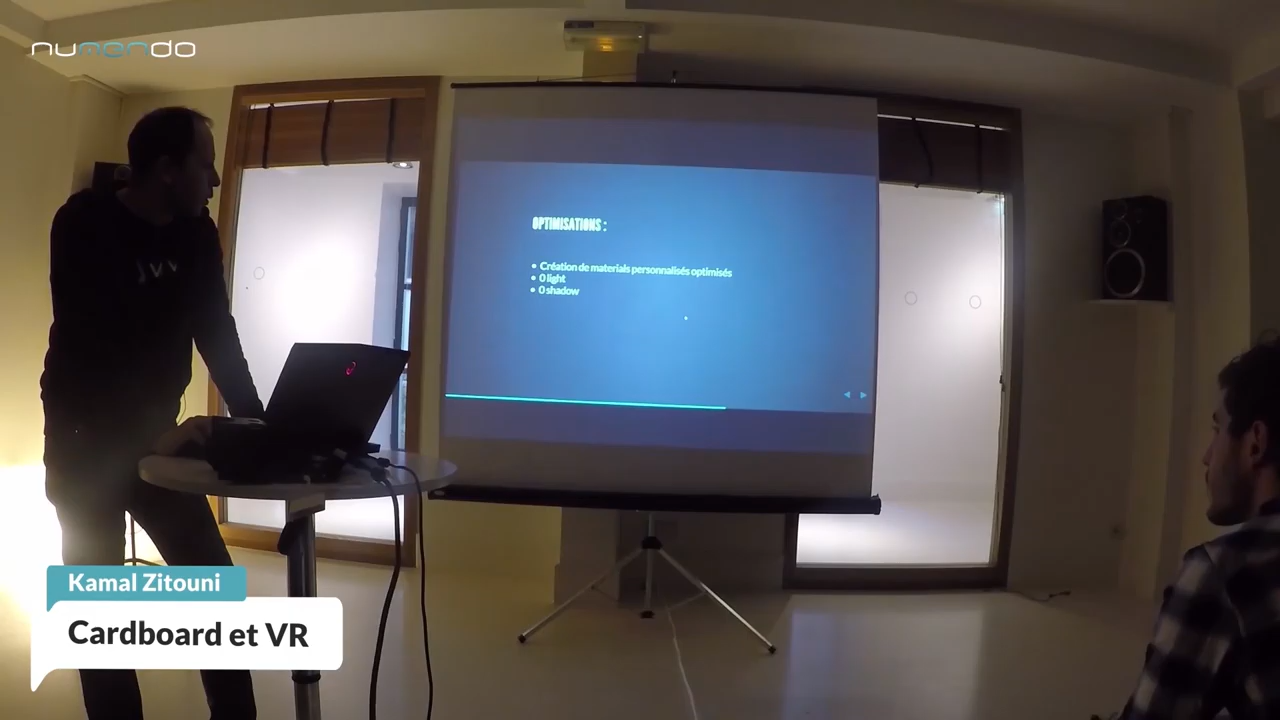 numendo
OPTIMISATIONS :
• Création de materials personnalisés optimisés
• 0 light
• 0 shadow
Kamal Zitouni
Cardboard et VR